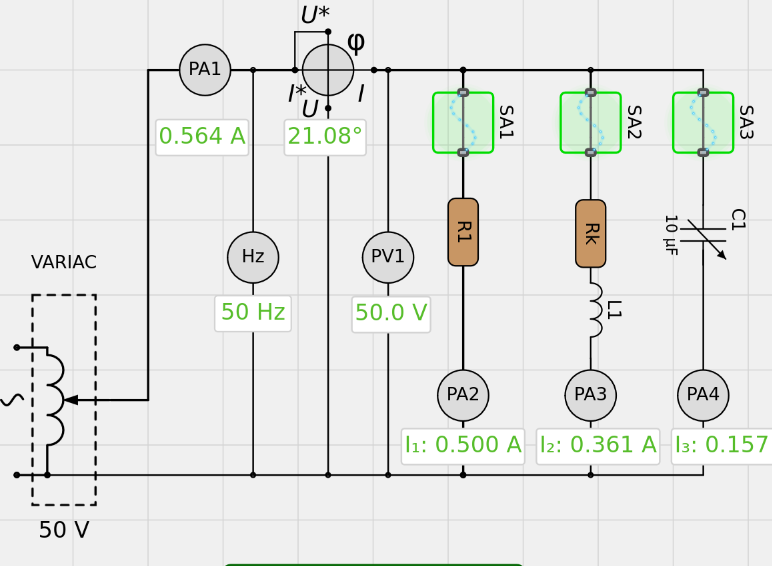 U*
φ
PA1
I*
U
I
0.564 A
21.08°
SA1
SA2
SA3
R1
Rk
C1
10 μF
Hz
PV1
VARIAC
50 Hz
50.0 V
L1
PA2
PA3
PA4
I₁: 0.500 A
I₂: 0.361 A
I₃: 0.157
50 V